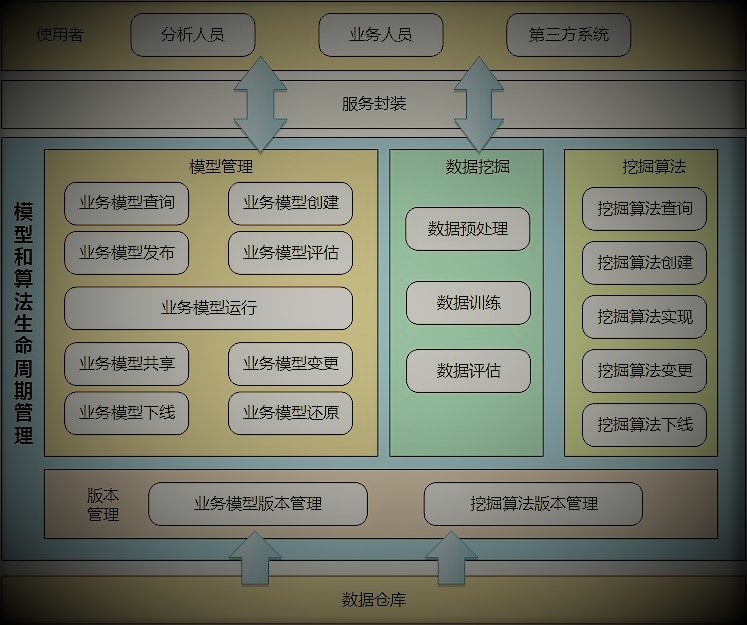 使用者
分析人员
业务人员
第三方系统
服务封装
模型和算法生命周期管理
模型管理
业务模型查询
业务模型创建
业务模型发布
业务模型评估
业务模型运行
业务模型共享
业务模型变更
业务模型下线
业务模型还原
数据挖掘
数据预处理
数据训练
数据评估
挖掘算法
挖掘算法查询
挖掘算法创建
挖掘算法实现
挖掘算法变更
挖掘算法下线
版本
管理
业务模型版本管理
挖掘算法版本管理
数据仓库